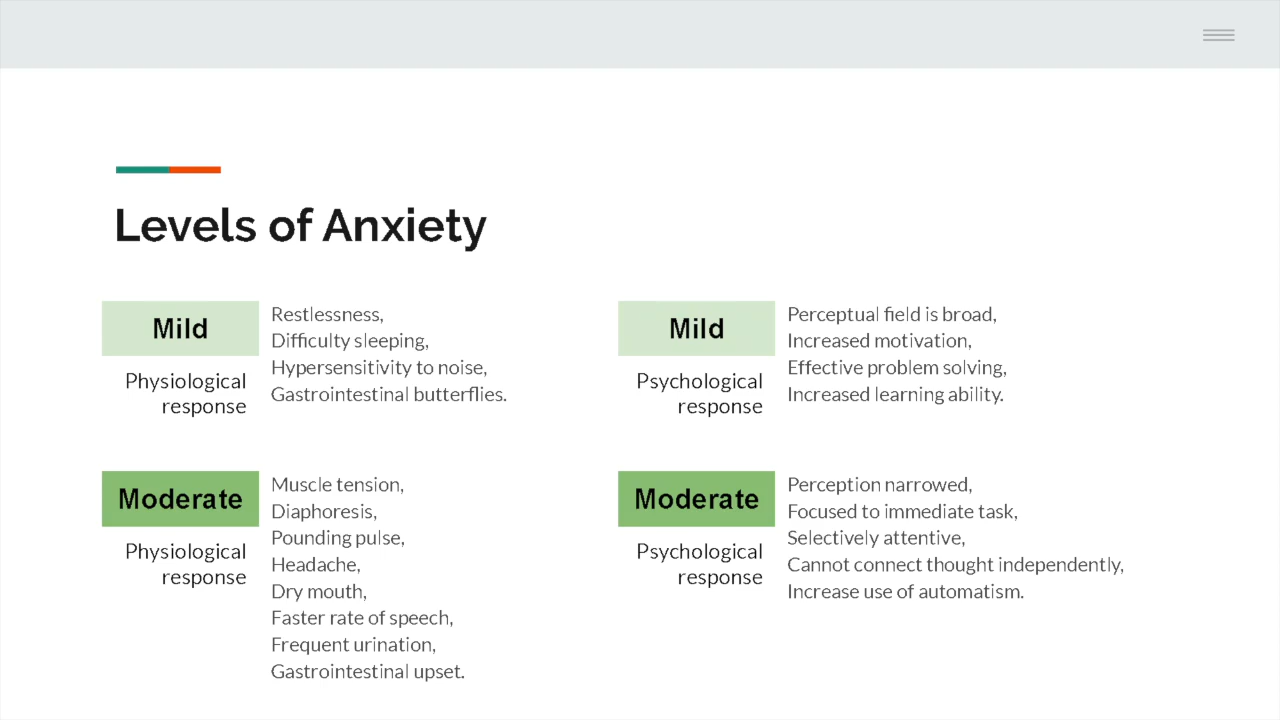 Levels of Anxiety
Mild
Physiological
response
Restlessness,
Difficulty sleeping,
Hypersensitivity to noise,
Gastrointestinal butterflies.
Mild
Psychological
response
Perceptual field is broad,
Increased motivation,
Effective problem solving,
Increased learning ability.
Moderate
Physiological
response
Muscle tension,
Diaphoresis,
Pounding pulse,
Headache,
Dry mouth,
Faster rate of speech,
Frequent urination,
Gastrointestinal upset.
Moderate
Psychological
response
Perception narrowed,
Focused to immediate task,
Selectively attentive,
Cannot connect thought independently,
Increase use of automatism.